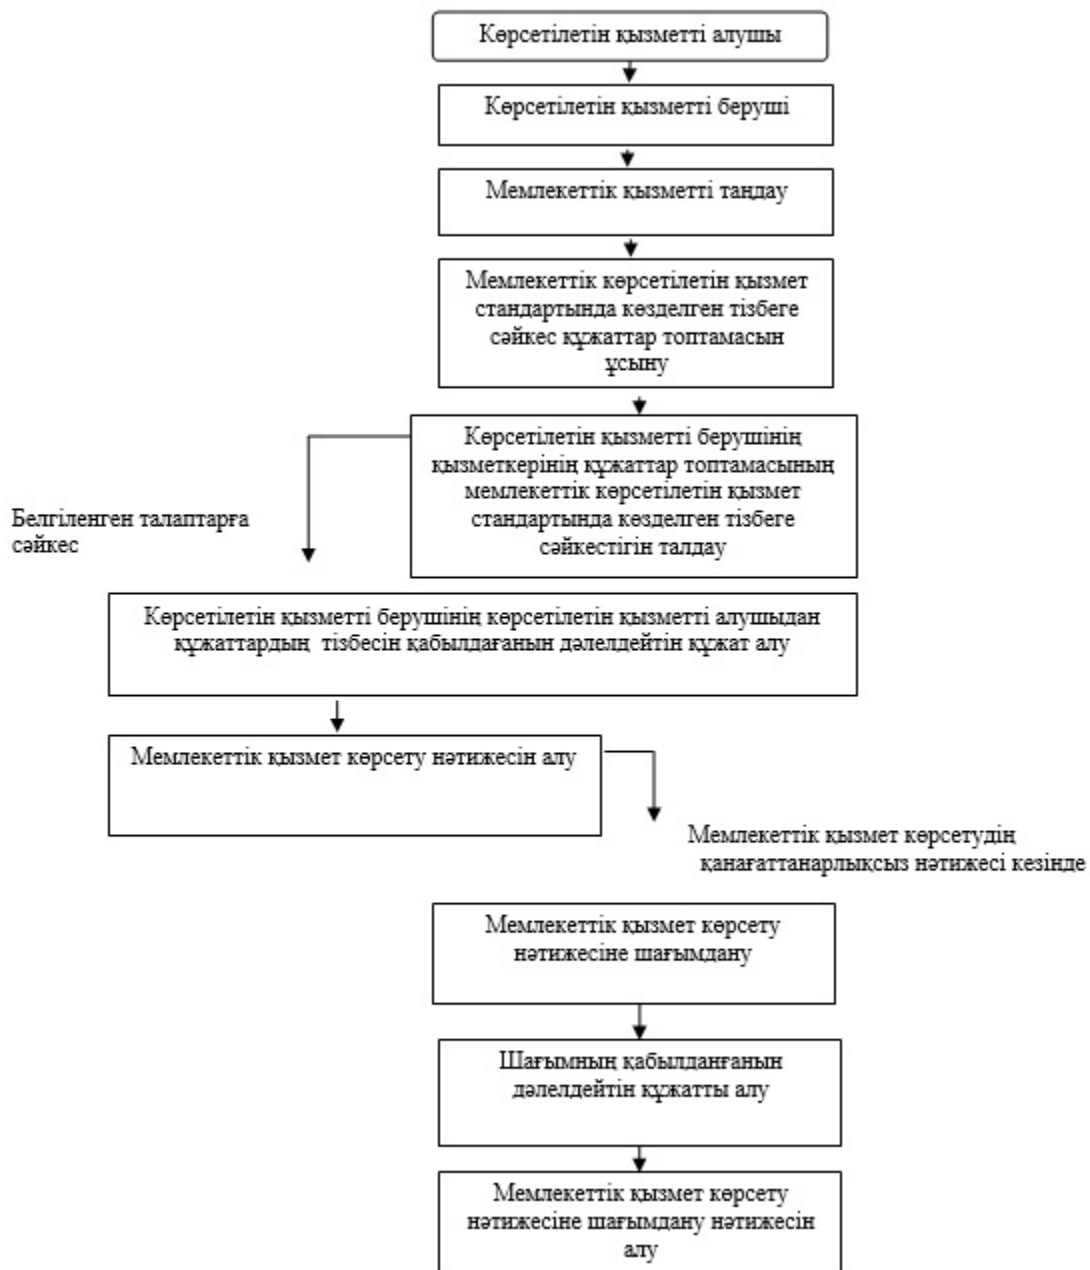 Көрсетілетін қызметті алушы
Көрсетілетін қызметті беруші
Мемлекеттік қызметті таңдау
Мемлекеттік көрсетілетін қызмет
стандартында көзделген тізбеге
сәйкес құжаттар топтамасын
ұсыну
Көрсетілетін қызметті берушінің
қызметкерінің құжаттар топтамасының
мемлекеттік көрсетілетін қызмет
стандартында көзделген тізбеге
сәйкестігін талдау
Белгіленген талаптарға
сәйкес
Көрсетілетін қызметті берушінің көрсетілетін қызметті алушыдан
құжаттардың тізбесін қабылдағанын дәлелдейтін құжат алу
Мемлекеттік қызмет көрсету нәтижесін алу
Мемлекеттік қызмет көрсетудің
қанағаттанарлықсыз нәтижесі кезінде
Мемлекеттік қызмет көрсету
нәтижесіне шағымдану
Шағымның қабылданғанын
дәлелдейтін құжатты алу
Мемлекеттік қызмет көрсету
нәтижесіне шағымдану нәтижесін
алу